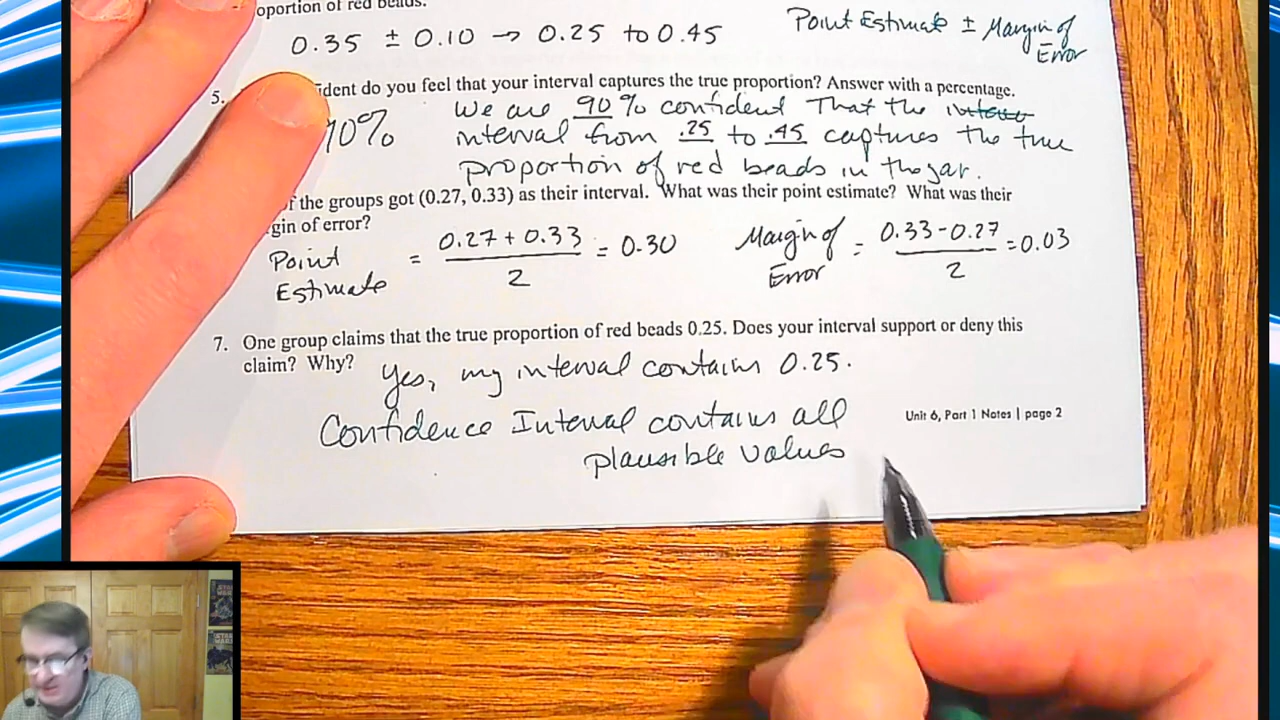 oportion of red beads.
0.35 ± 0.10 → 0.25 to 0.45
Point Estimate ± Margin of
Error
5. ident do you feel that your interval captures the true proportion? Answer with a percentage.
90%
We are 90 % confident That the
interval from .25 to .45 captures the true
proportion of red beads in the jar.
of the groups got (0.27, 0.33) as their interval. What was their point estimate? What was their
gin of error?
Point
Estimate = 0.27 + 0.33 / 2 = 0.30
Margin of
Error = 0.33 - 0.27 / 2 = 0.03
7. One group claims that the true proportion of red beads 0.25. Does your interval support or deny this
claim? Why?
Yes, my interval contains 0.25.
Confidence Interval contains all
plausible values
Unit 6, Part 1 Notes | page 2
STAR WARS